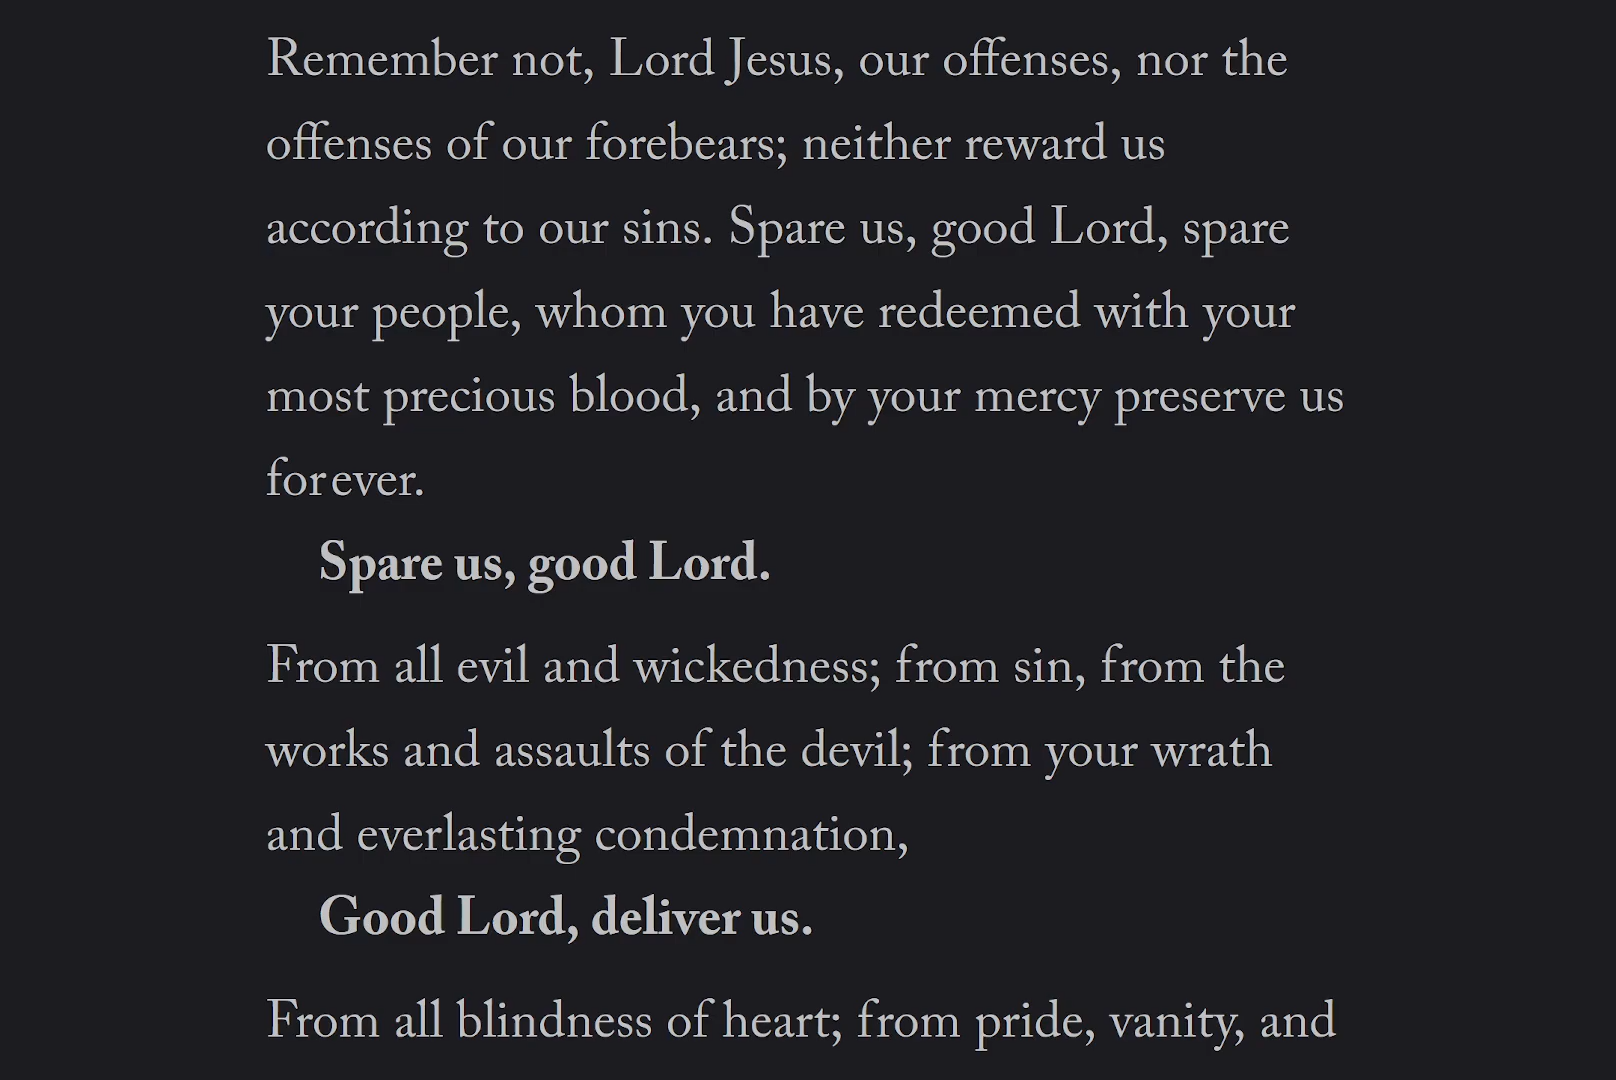 Remember not, Lord Jesus, our offenses, nor the
offenses of our forebears; neither reward us
according to our sins. Spare us, good Lord, spare
your people, whom you have redeemed with your
most precious blood, and by your mercy preserve us
forever.
Spare us, good Lord.
From all evil and wickedness; from sin, from the
works and assaults of the devil; from your wrath
and everlasting condemnation,
Good Lord, deliver us.
From all blindness of heart; from pride, vanity, and